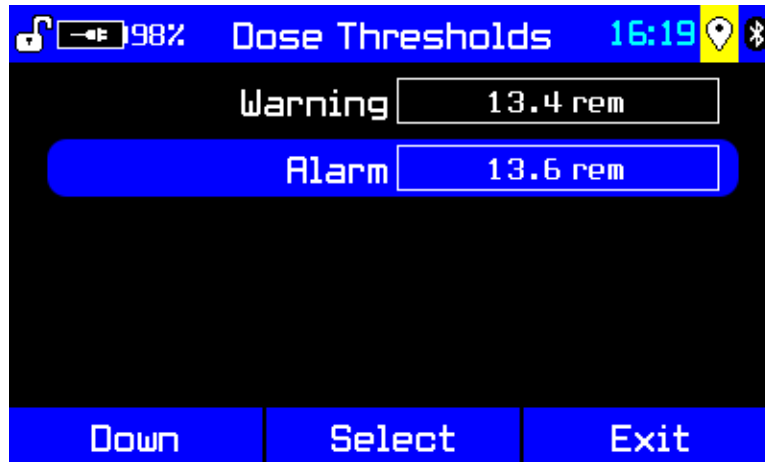 98% Dose Thresholds 16:19
Warning 13.4 rem
Alarm 13.6 rem
Down Select Exit